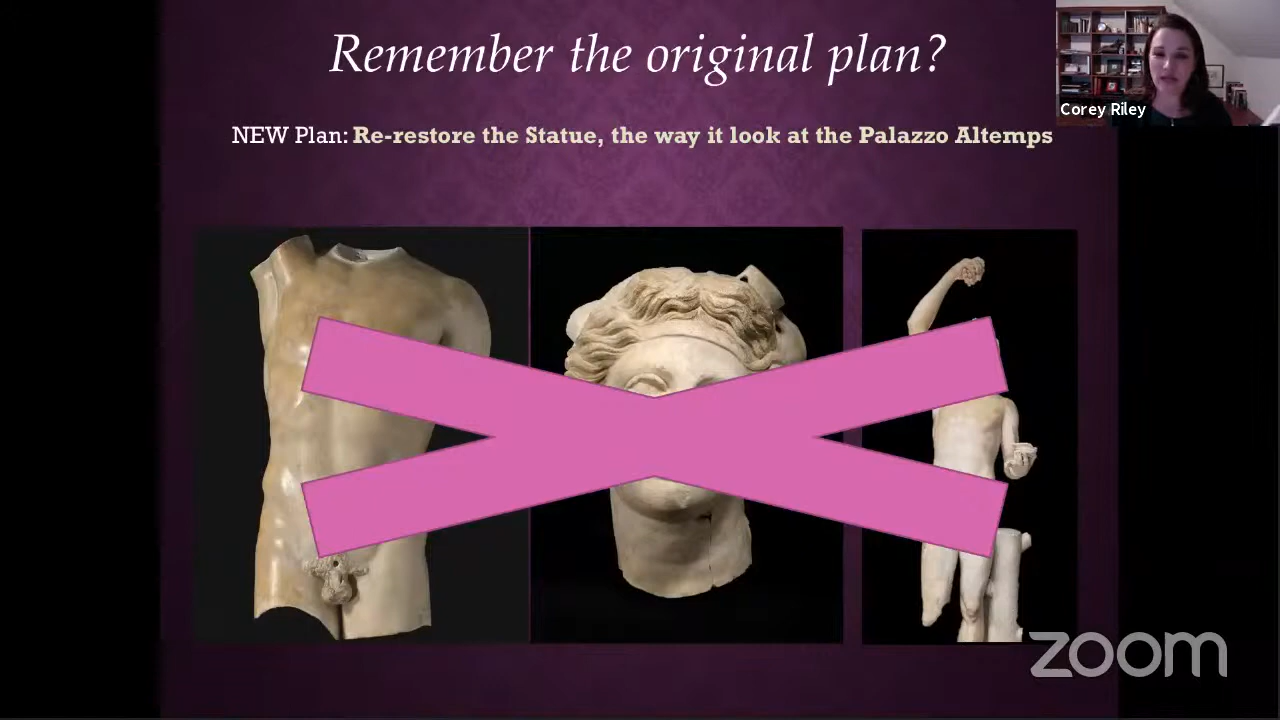 Remember the original plan?
Corey Riley
NEW Plan: Re-restore the Statue, the way it look at the Palazzo Altemps
zoom